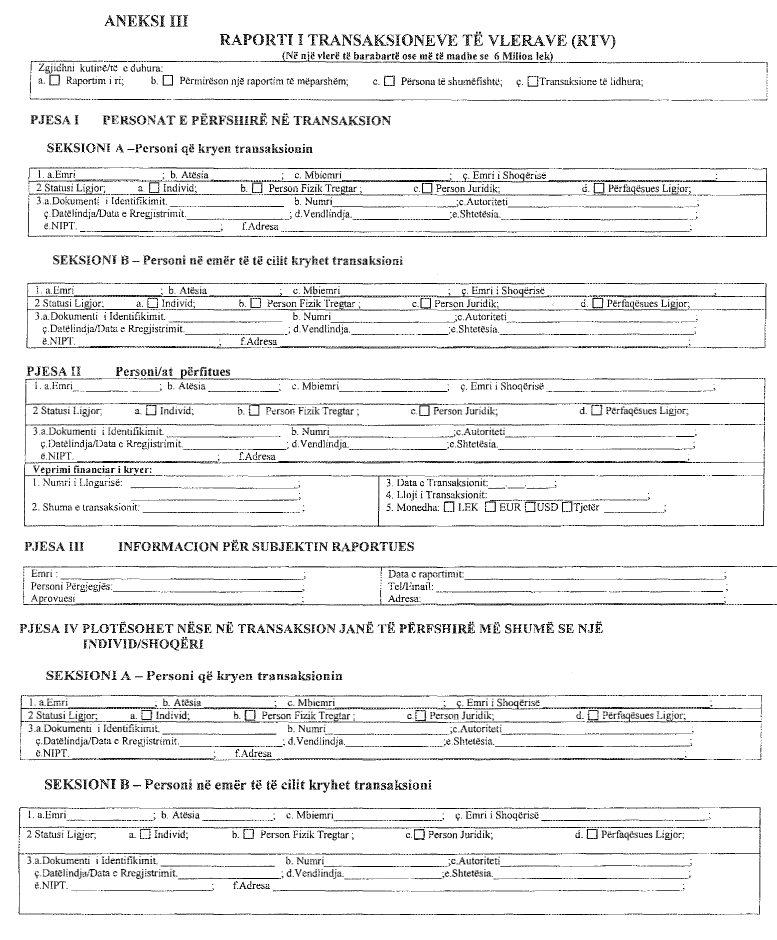 ANEKSI III
RAPORTI I TRANSAKSIONEVE TË VLERAVE (RTV)
(Në një vlerë të barabartë ose më të madhe se 6 Milion lek)
Zgjidhni kutinë/të e duhura:
a. ☐ Raportim i ri; b. ☐ Përmirëson një raportim të mëparshëm; c. ☐ Persona të shumëfishtë; ç. ☐ Transaksione të lidhura;
PJESA I PERSONAT E PËRFSHIRË NË TRANSAKSION
SEKSIONI A –Personi që kryen transaksionin
1. a.Emri ; b. Atësia ; c. Mbiemri ; ç. Emri i Shoqërisë ;
2 Statusi Ligjor; a. ☐ Individ; b. ☐ Person Fizik Tregtar ; c. ☐ Person Juridik; d. ☐ Përfaqësues Ligjor;
3.a.Dokumenti i Identifikimit. b. Numri ;c.Autoriteti ;
ç.Datëlindja/Data e Rregjistrimit. ; d.Vendlindja. ;e.Shtetësia. ;
ë.NIPT. ; f.Adresa ;
SEKSIONI B – Personi në emër të të cilit kryhet transaksioni
1. a.Emri ; b. Atësia ; c. Mbiemri ; ç. Emri i Shoqërisë ;
2 Statusi Ligjor; a. ☐ Individ; b. ☐ Person Fizik Tregtar ; c. ☐ Person Juridik; d. ☐ Përfaqësues Ligjor;
3.a.Dokumenti i Identifikimit. b. Numri ;c.Autoriteti ;
ç.Datëlindja/Data e Rregjistrimit. ; d.Vendlindja. ;e.Shtetësia. ;
ë.NIPT. ; f.Adresa ;
PJESA II Personi/at përfitues
1. a.Emri ; b. Atësia ; c. Mbiemri ; ç. Emri i Shoqërisë ;
2 Statusi Ligjor; a. ☐ Individ; b. ☐ Person Fizik Tregtar ; c. ☐ Person Juridik; d. ☐ Përfaqësues Ligjor;
3.a.Dokumenti i Identifikimit. b. Numri ;c.Autoriteti ;
ç.Datëlindja/Data e Rregjistrimit. ; d.Vendlindja. ;e.Shtetësia. ;
ë.NIPT. ; f.Adresa ;
Veprimi financiar i kryer:
1. Numri i Llogarisë: ;
2. Shuma e transaksionit: ;
3. Data e Transaksionit: . . ;
4. Lloji i Transaksionit: ;
5. Monedha: ☐ LEK ☐ EUR ☐ USD ☐ Tjetër ;
PJESA III INFORMACION PËR SUBJEKTIN RAPORTUES
Emri : ; Data e raportimit: ;
Personi Përgjegjës: ; Tel/Email: ;
Aprovuesi ; Adresa: ;
PJESA IV PLOTËSOHET NËSE NË TRANSAKSION JANË TË PËRFSHIRË MË SHUMË SE NJË
INDIVID/SHOQËRI
SEKSIONI A – Personi që kryen transaksionin
1. a.Emri ; b. Atësia ; c. Mbiemri ; ç. Emri i Shoqërisë ;
2 Statusi Ligjor; a. ☐ Individ; b. ☐ Person Fizik Tregtar ; c. ☐ Person Juridik; d. ☐ Përfaqësues Ligjor;
3.a.Dokumenti i Identifikimit. b. Numri ;c.Autoriteti ;
ç.Datëlindja/Data e Rregjistrimit. ; d.Vendlindja. ;e.Shtetësia. ;
ë.NIPT. ; f.Adresa ;
SEKSIONI B – Personi në emër të të cilit kryhet transaksioni
1. a.Emri ; b. Atësia ; c. Mbiemri ; ç. Emri i Shoqërisë ;
2 Statusi Ligjor; a. ☐ Individ; b. ☐ Person Fizik Tregtar ; c. ☐ Person Juridik; d. ☐ Përfaqësues Ligjor;
3.a.Dokumenti i Identifikimit. b. Numri ;c.Autoriteti ;
ç.Datëlindja/Data e Rregjistrimit. ; d.Vendlindja. ;e.Shtetësia. ;
ë.NIPT. ; f.Adresa ;